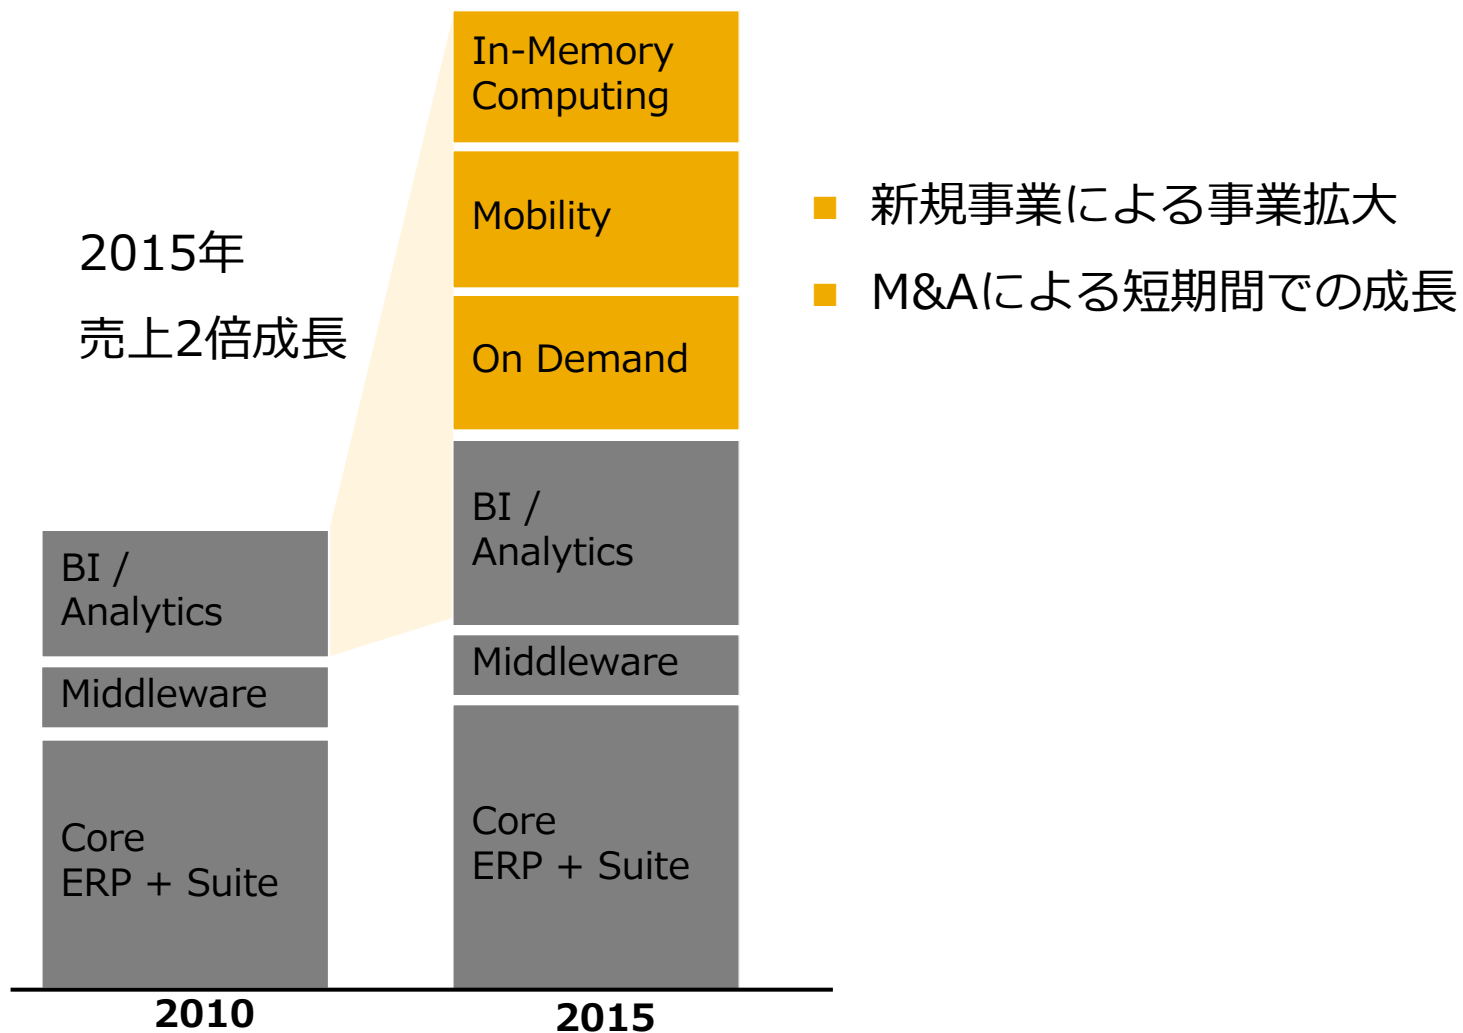 2015年
売上2倍成長
BI /
Analytics
Middleware
Core
ERP + Suite
2010
In-Memory
Computing
Mobility
On Demand
BI /
Analytics
Middleware
Core
ERP + Suite
2015
新規事業による事業拡大
M&Aによる短期間での成長